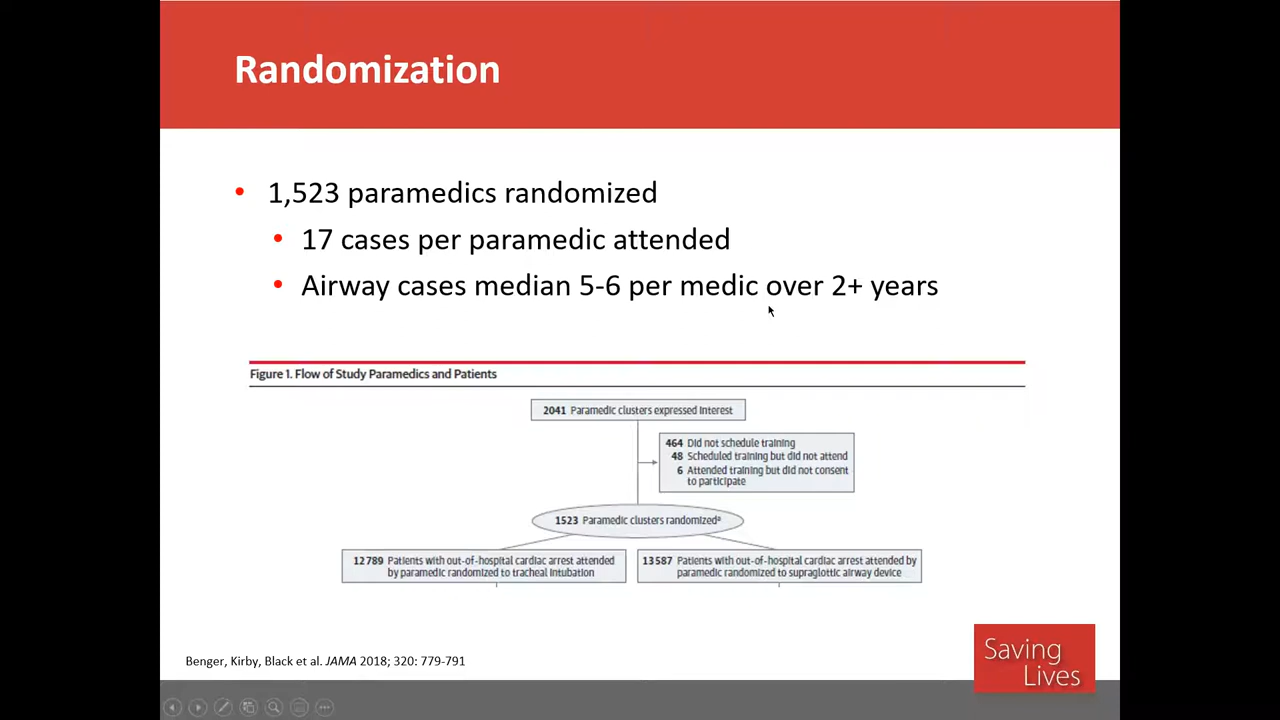 Randomization
• 1,523 paramedics randomized
• 17 cases per paramedic attended
• Airway cases median 5-6 per medic over 2+ years
Figure 1. Flow of Study Paramedics and Patients
2041 Paramedic clusters expressed interest
464 Did not schedule training
48 Scheduled training but did not attend
6 Attended training but did not consent
to participate
1523 Paramedic clusters randomizedᵃ
12789 Patients with out-of-hospital cardiac arrest attended
by paramedic randomized to tracheal intubation
13587 Patients with out-of-hospital cardiac arrest attended by
paramedic randomized to supraglottic airway device
Benger, Kirby, Black et al. JAMA 2018; 320: 779-791
Saving
Lives